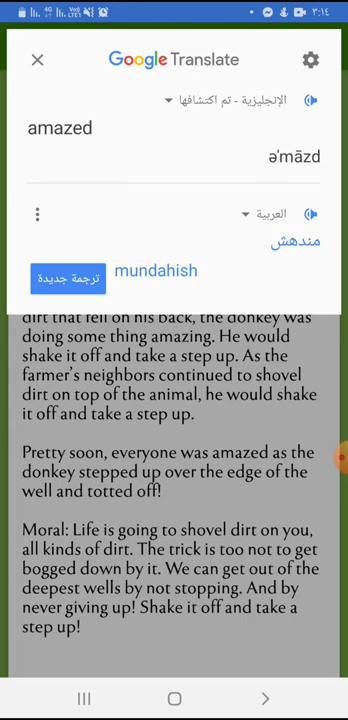 ٣:١٤
Google Translate
الإنجليزية - تم اكتشافها
amazed
ə'māzd
العربية
مندهش
ترجمة جديدة
mundahish
dirt that fell on his back, the donkey was
doing some thing amazing. He would
shake it off and take a step up. As the
farmer's neighbors continued to shovel
dirt on top of the animal, he would shake
it off and take a step up.
Pretty soon, everyone was amazed as the
donkey stepped up over the edge of the
well and totted off!
Moral: Life is going to shovel dirt on you,
all kinds of dirt. The trick is too not to get
bogged down by it. We can get out of the
deepest wells by not stopping. And by
never giving up! Shake it off and take a
step up!